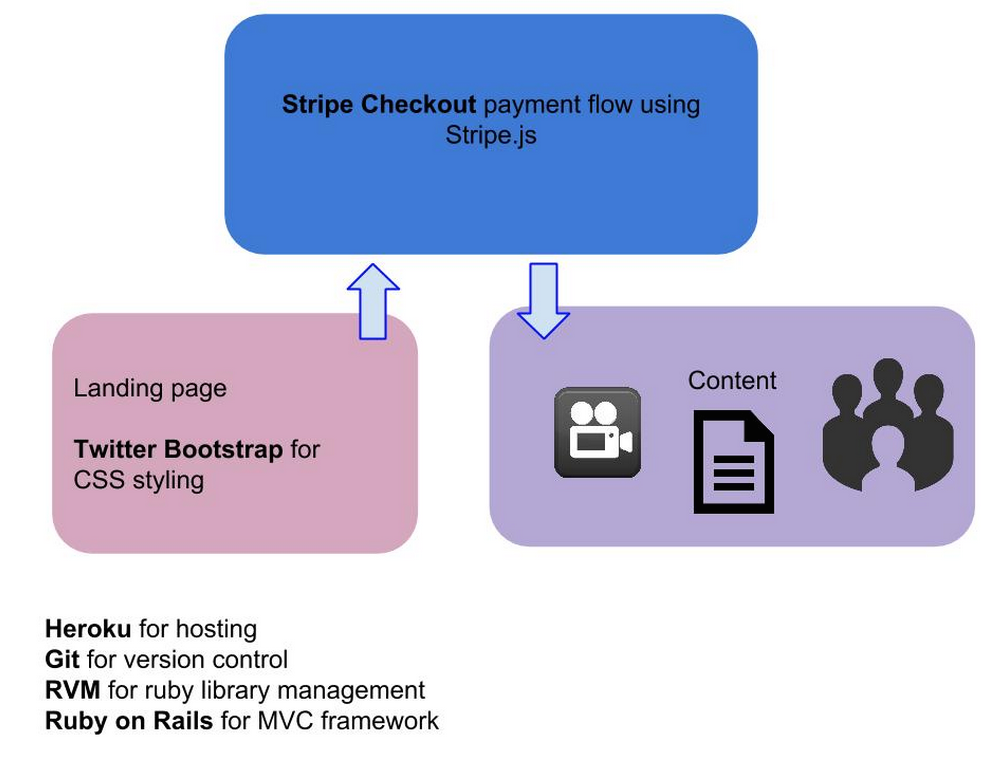 Stripe Checkout payment flow using
Stripe.js
Landing page
Twitter Bootstrap for
CSS styling
Content
Heroku for hosting
Git for version control
RVM for ruby library management
Ruby on Rails for MVC framework